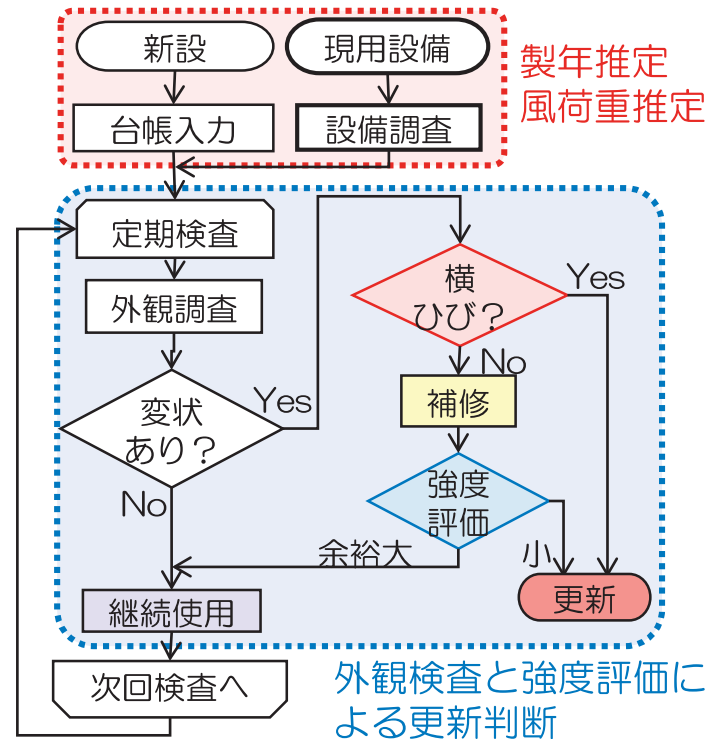 新設
現用設備
製年推定
風荷重推定
台帳入力
設備調査
定期検査
外観調査
変状
あり?
Yes
No
横
ひび?
Yes
No
補修
強度
評価
余裕大
小
更新
継続使用
次回検査へ
外観検査と強度評価に
よる更新判断